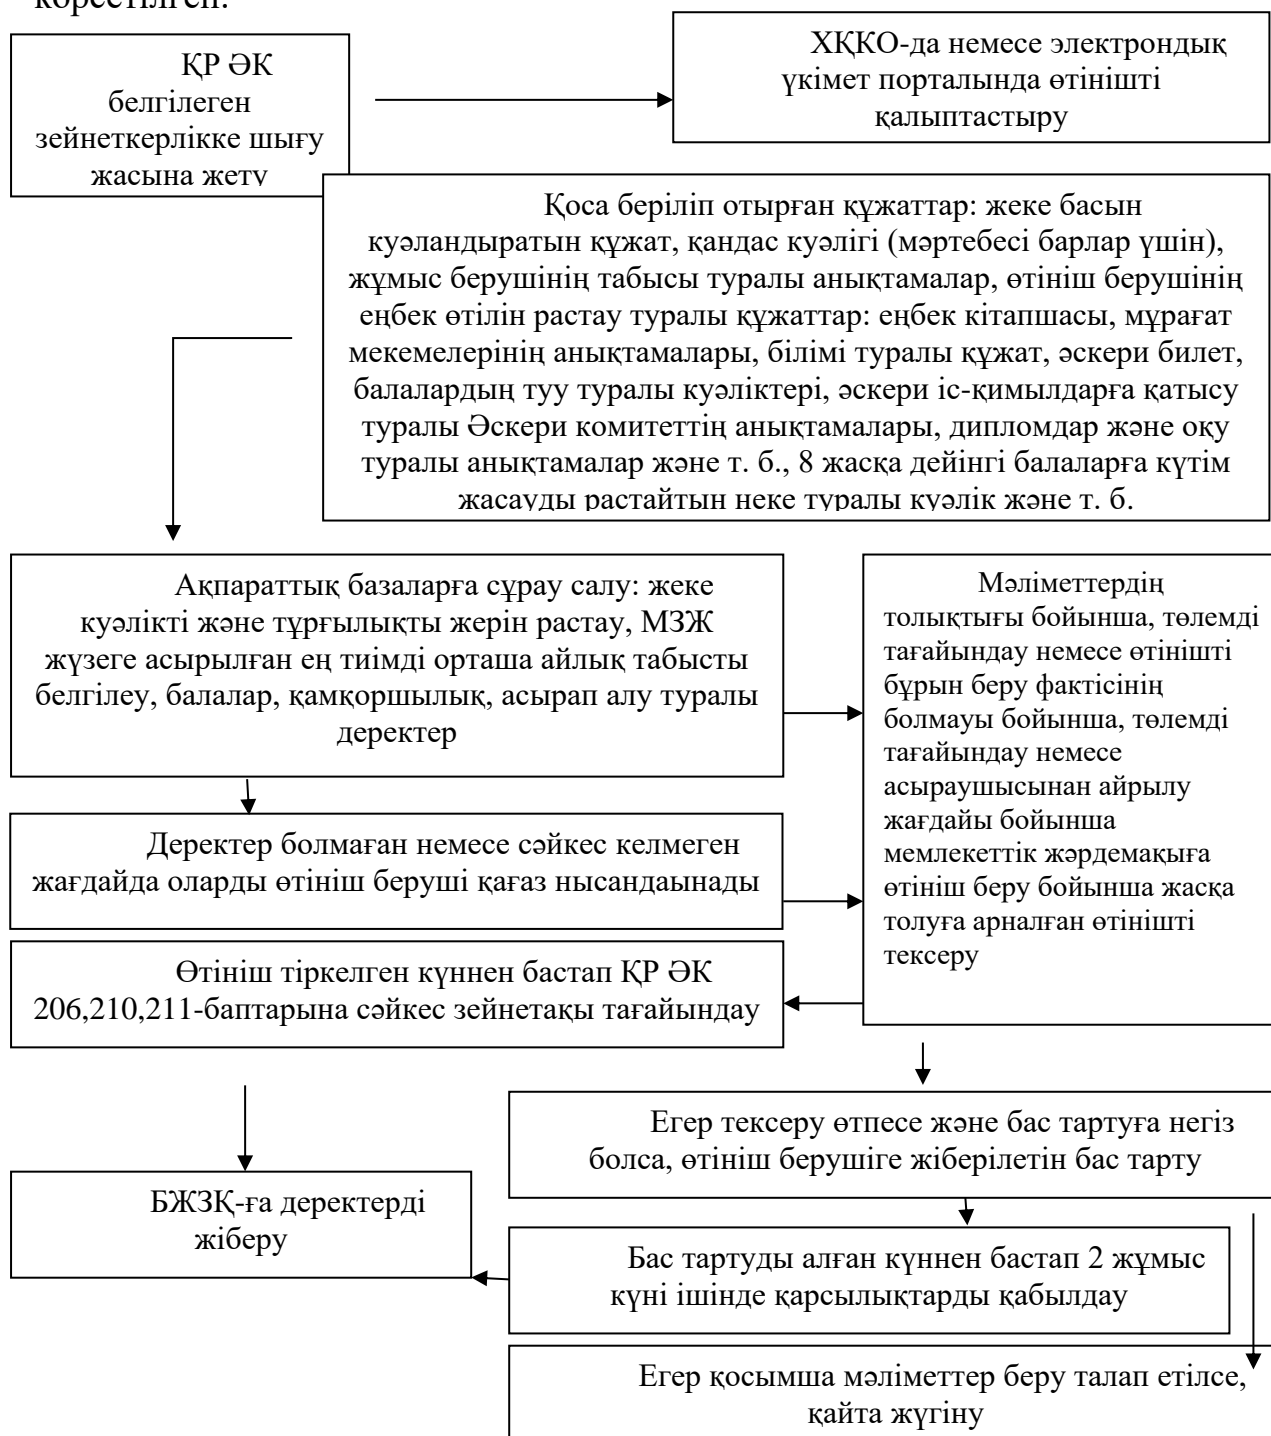 көрсетілген.
ҚР ӘК
белгілеген
зейнеткерлікке шығу
жасына жету
ХҚКО-да немесе электрондық
үкімет порталында өтінішті
қалыптастыру
Қоса беріліп отырған құжаттар: жеке басын
куәландыратын құжат, қандас куәлігі (мәртебесі барлар үшін),
жұмыс берушінің табысы туралы анықтамалар, өтініш берушінің
еңбек өтілін растау туралы құжаттар: еңбек кітапшасы, мұрағат
мекемелерінің анықтамалары, білімі туралы құжат, әскери билет,
балалардың туу туралы куәліктері, әскери іс-қимылдарға қатысу
туралы Әскери комитеттің анықтамалары, дипломдар және оқу
туралы анықтамалар және т. б., 8 жасқа дейінгі балаларға күтім
жасауды растайтын неке туралы куәлік және т. б.
Ақпараттық базаларға сұрау салу: жеке
куәлікті және тұрғылықты жерін растау, МЗЖ
жүзеге асырылған ең тиімді орташа айлық табысты
белгілеу, балалар, қамқоршылық, асырап алу туралы
деректер
Мәліметтердің
толықтығы бойынша, төлемді
тағайындау немесе өтінішті
бұрын беру фактісінің
болмауы бойынша, төлемді
тағайындау немесе
асыраушысынан айрылу
жағдайы бойынша
мемлекеттік жәрдемақыға
өтініш беру бойынша жасқа
толуға арналған өтінішті
тексеру
Деректер болмаған немесе сәйкес келмеген
жағдайда оларды өтініш беруші қағаз нысандаынады
Өтініш тіркелген күннен бастап ҚР ӘК
206,210,211-баптарына сәйкес зейнетақы тағайындау
Егер тексеру өтпесе және бас тартуға негіз
болса, өтініш берушіге жіберілетін бас тарту
БЖЗҚ-ға деректерді
жіберу
Бас тартуды алған күннен бастап 2 жұмыс
күні ішінде қарсылықтарды қабылдау
Егер қосымша мәліметтер беру талап етілсе,
қайта жүгіну